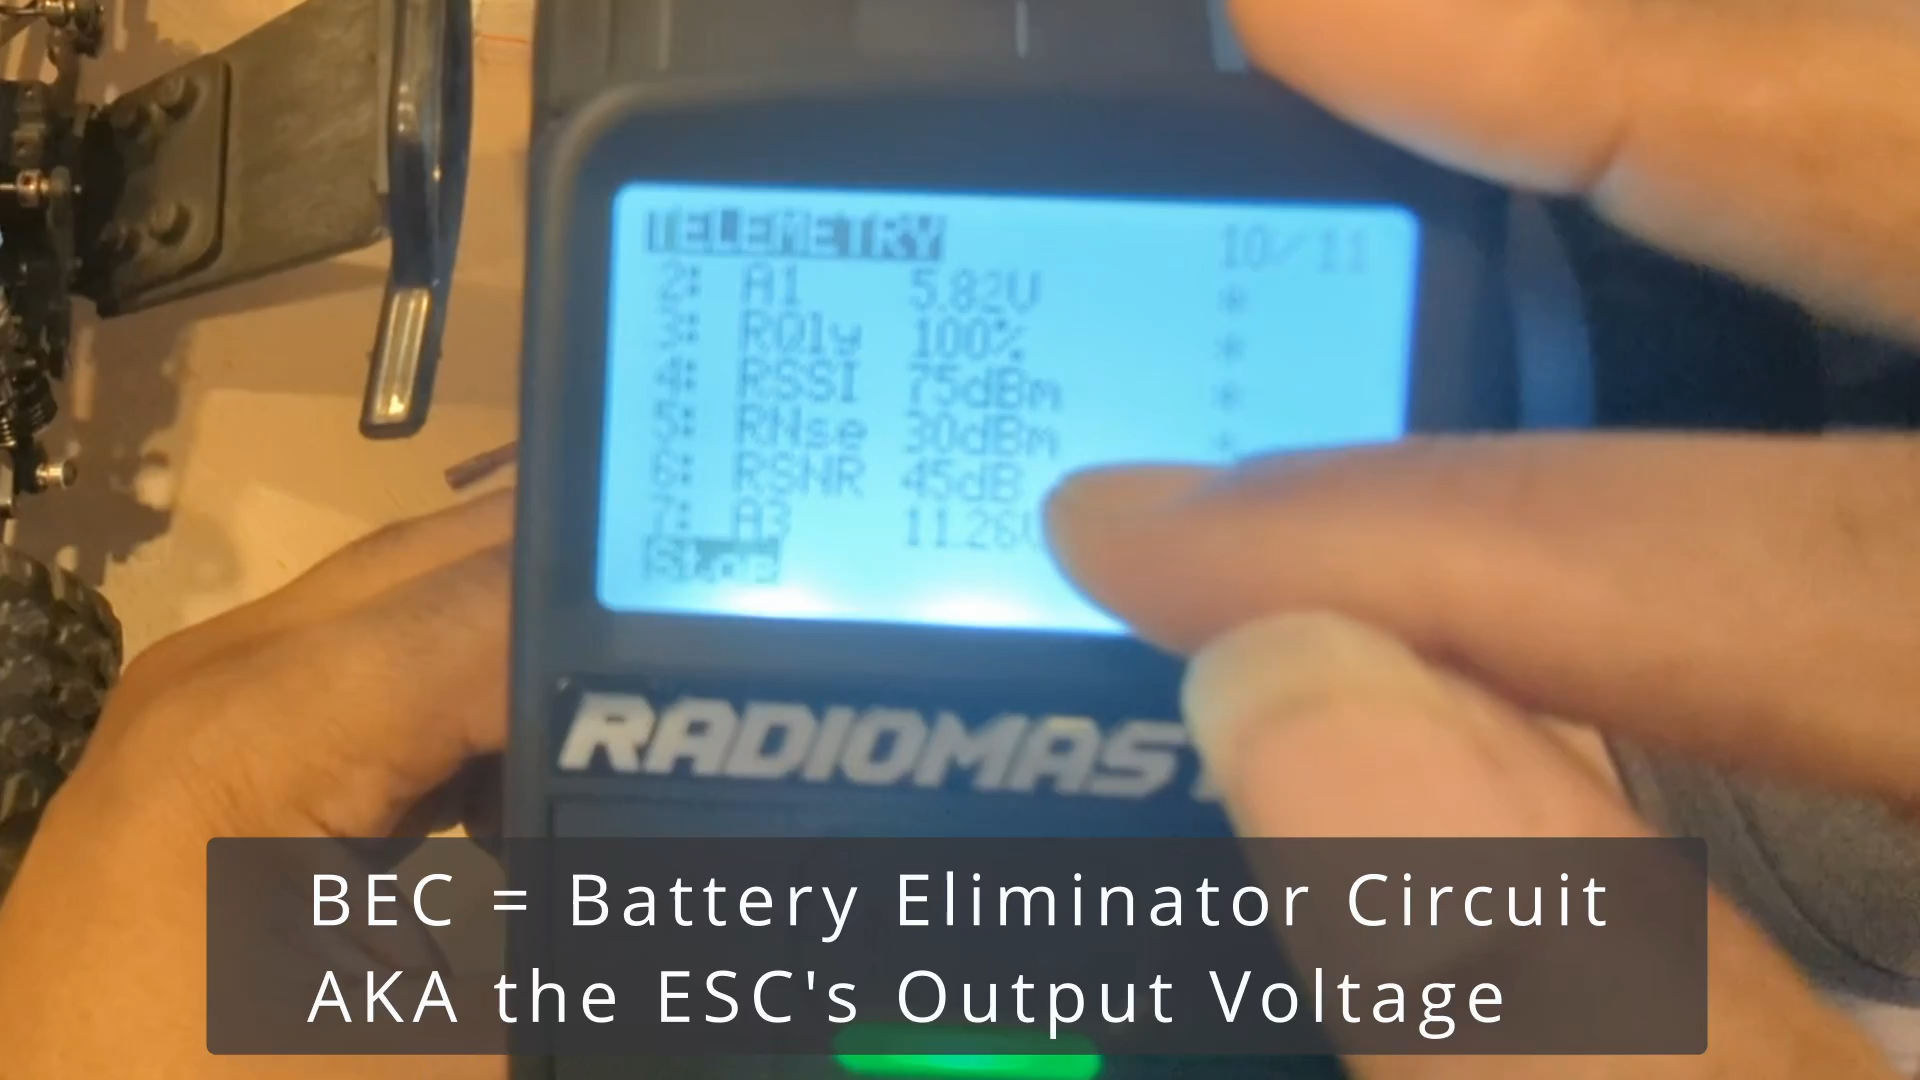 TELEMETRY 10/11
2: A1 5.82V *
3: RQly 100% *
4: RSSI 75dBm *
5: RNse 30dBm *
6: RSNR 45dB
7: A3 11.26V
RADIOMAST
BEC = Battery Eliminator Circuit
AKA the ESC's Output Voltage